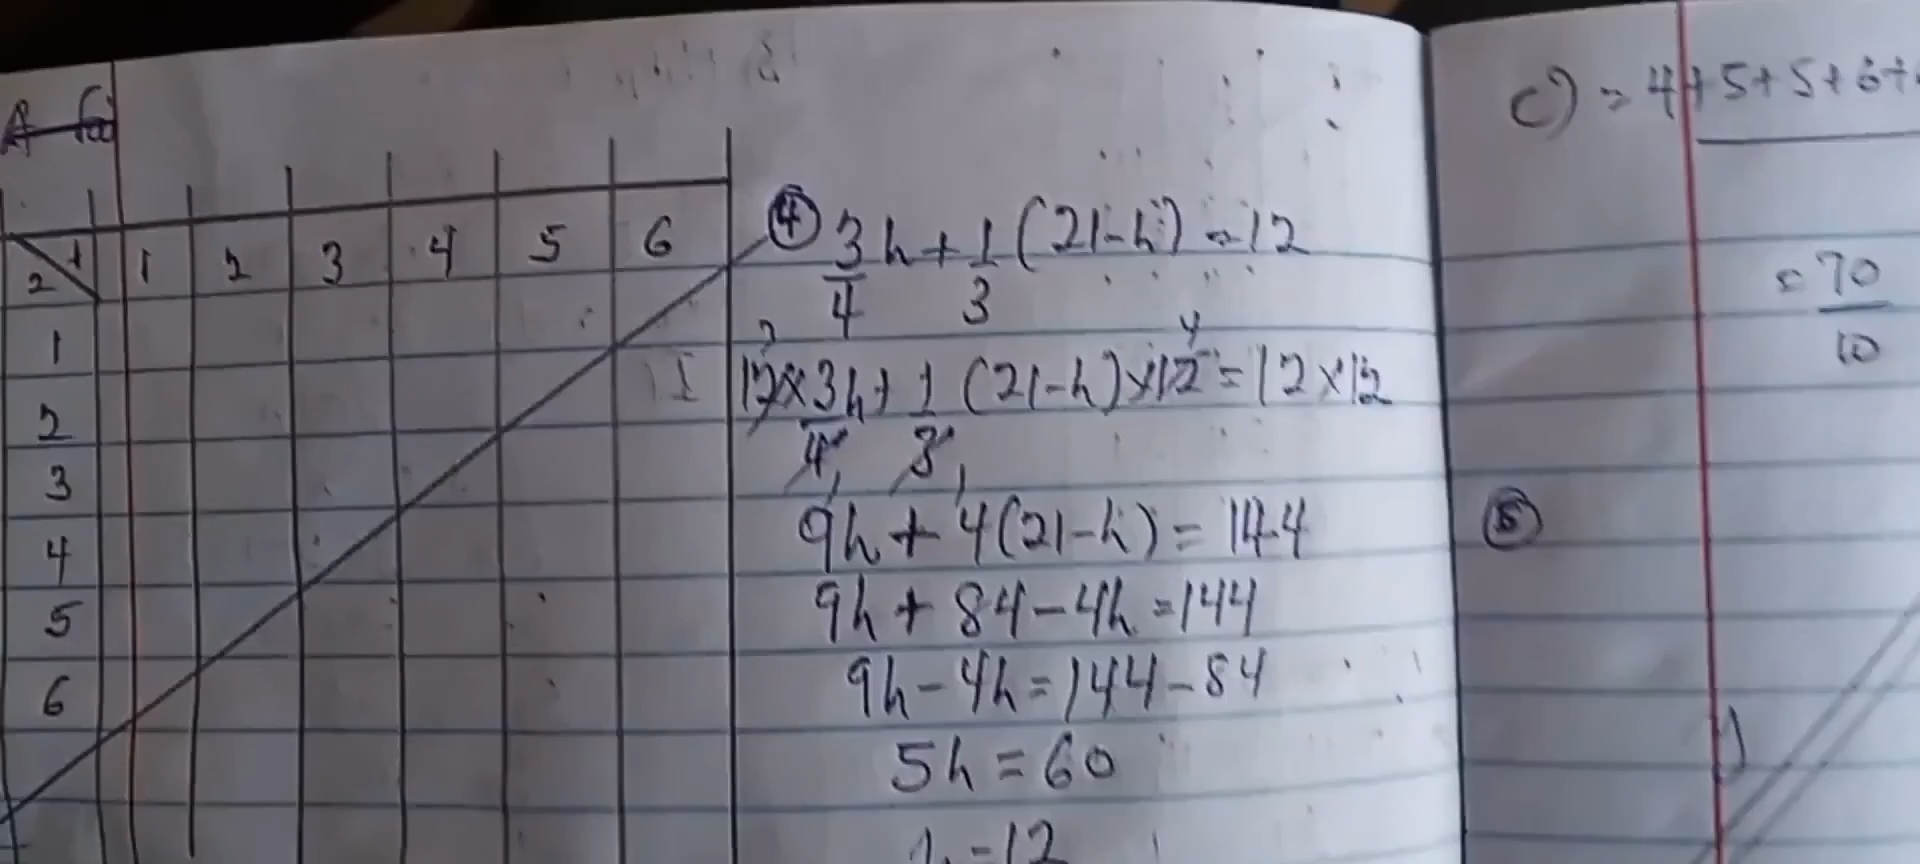 2 1 1 2 3 4 5 6
1
2
3
4
5
6
④ 3/4 h + 1/3 (21-h) = 12
12 × 3h/4 + 1/3 (21-h) × 12 = 12 × 12
9h + 4(21-h) = 144
9h + 84 - 4h = 144
9h - 4h = 144 - 84
5h = 60
h = 12
c) = 4+5+5+6+
= 70/10
⑤